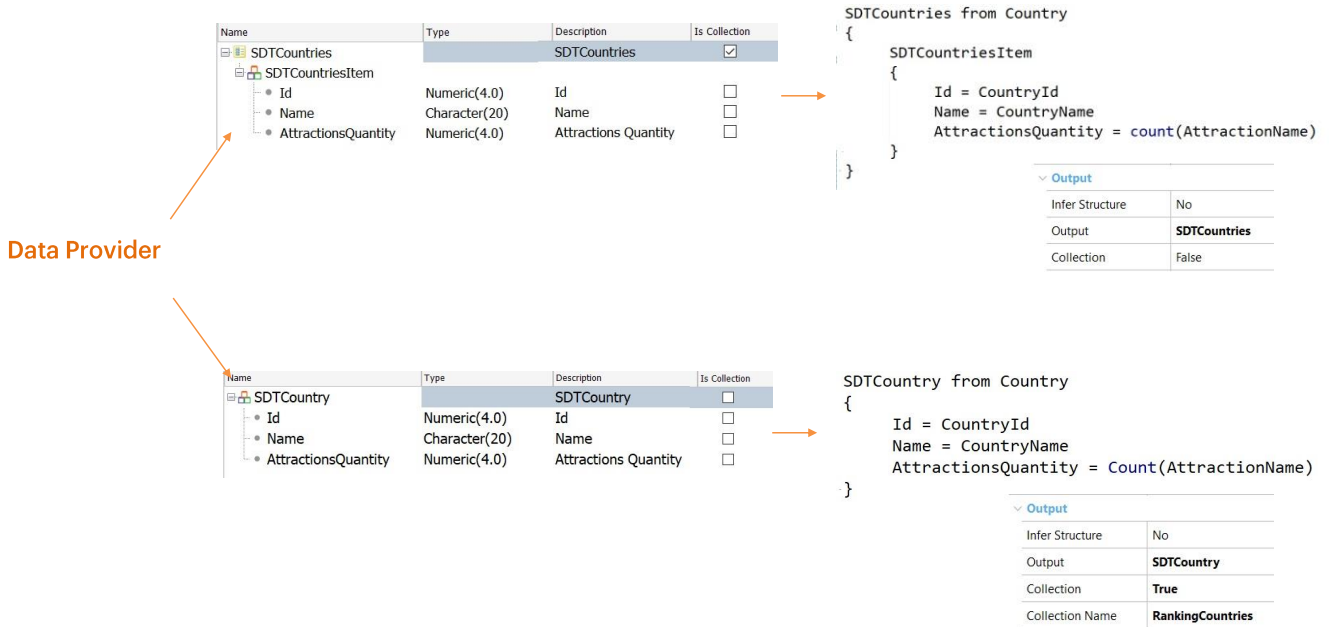 Name Type Description Is Collection
SDTCountries SDTCountries
SDTCountriesItem
Id Numeric(4.0) Id
Name Character(20) Name
AttractionsQuantity Numeric(4.0) Attractions Quantity
SDTCountries from Country
{
SDTCountriesItem
{
Id = CountryId
Name = CountryName
AttractionsQuantity = count(AttractionName)
}
}
Output
Infer Structure No
Output SDTCountries
Collection False
Data Provider
Name Type Description Is Collection
SDTCountry SDTCountry
Id Numeric(4.0) Id
Name Character(20) Name
AttractionsQuantity Numeric(4.0) Attractions Quantity
SDTCountry from Country
{
Id = CountryId
Name = CountryName
AttractionsQuantity = Count(AttractionName)
}
Output
Infer Structure No
Output SDTCountry
Collection True
Collection Name RankingCountries